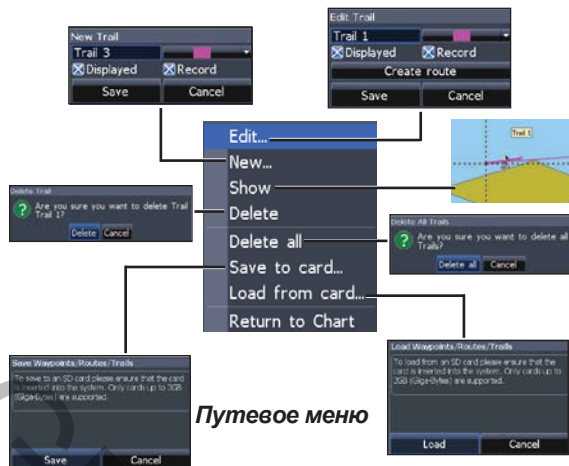 New Trail
Trail 3
Displayed Record
Save Cancel
Edit Trail
Trail 1
Displayed Record
Create route
Save Cancel
Edit...
New...
Show
Delete
Delete all
Save to card...
Load from card...
Return to Chart
Trail 1
Delete Trail
Are you sure you want to delete Trail
Trail 1?
Delete Cancel
Delete All Trails
Are you sure you want to delete all
Trails?
Delete all Cancel
Save Waypoints/Routes/Trails
To save to an SD card please ensure that the card
is inserted into the system. Only cards up to 2GB
(Giga-Bytes) are supported.
Save Cancel
Путевое меню
Load Waypoints/Routes/Trails
To load from an SD card please ensure that the
card is inserted into the system. Only cards up to
2GB (Giga-Bytes) are supported.
Load Cancel